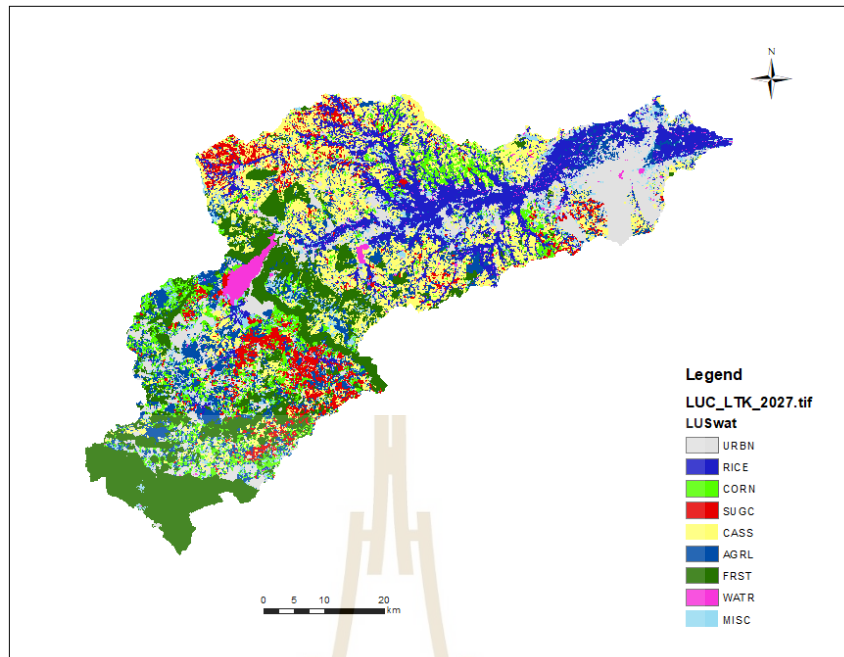 N
Legend
LUC_LTK_2027.tif
LUSwat
URBN
RICE
CORN
SUGC
CASS
AGRL
FRST
WATR
MISC
0 5 10 20
km